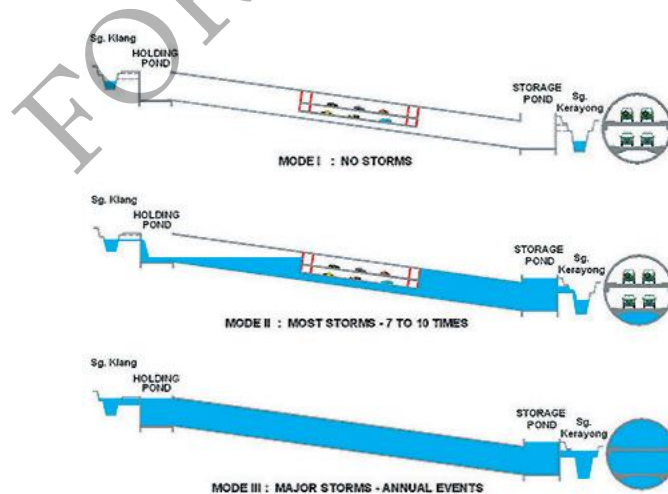 FOR
Sg. Klang
HOLDING
POND
STORAGE
POND
Sg.
Kerayong
MODE I : NO STORMS
Sg. Klang
HOLDING
POND
STORAGE
POND
Sg.
Kerayong
MODE II : MOST STORMS - 7 TO 10 TIMES
Sg. Klang
HOLDING
POND
STORAGE
POND
Sg.
Kerayong
MODE III : MAJOR STORMS - ANNUAL EVENTS